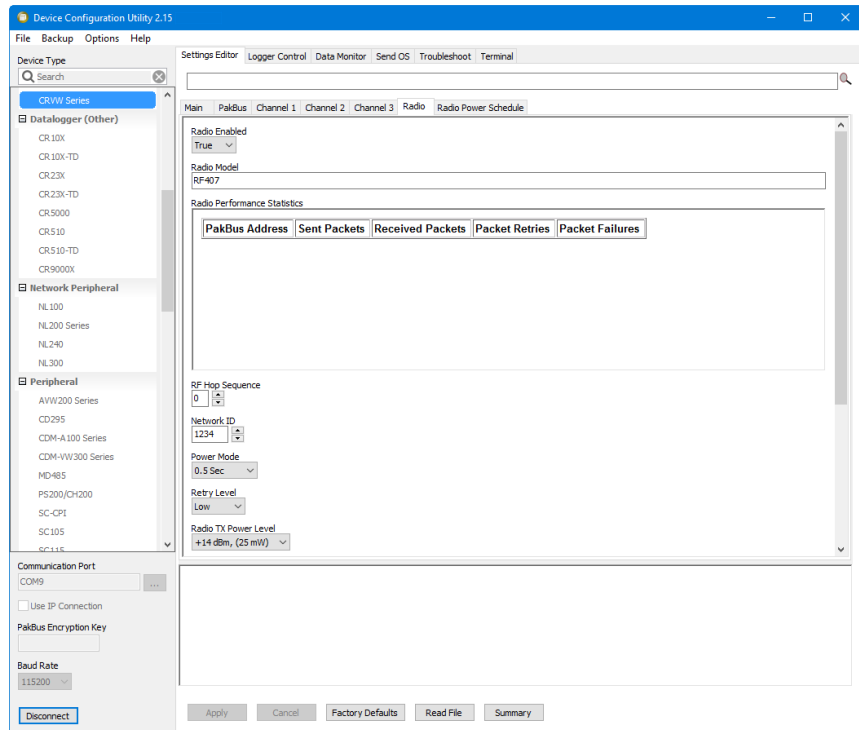 Device Configuration Utility 2.15
File Backup Options Help
Device Type
Search
CRVW Series
Datalogger (Other)
CR10X
CR10X-TD
CR23X
CR23X-TD
CR5000
CR510
CR510-TD
CR9000X
Network Peripheral
NL100
NL200 Series
NL240
NL300
Peripheral
AVW200 Series
CD295
CDM-A100 Series
CDM-VW300 Series
MD485
PS200/CH200
SC-CPI
SC105
SC115
Communication Port
COM9
...
Use IP Connection
PakBus Encryption Key
Baud Rate
115200
Disconnect
Settings Editor Logger Control Data Monitor Send OS Troubleshoot Terminal
Main PakBus Channel 1 Channel 2 Channel 3 Radio Radio Power Schedule
Radio Enabled
True
Radio Model
RF407
Radio Performance Statistics
PakBus Address Sent Packets Received Packets Packet Retries Packet Failures
RF Hop Sequence
0
Network ID
1234
Power Mode
0.5 Sec
Retry Level
Low
Radio TX Power Level
+14 dBm, (25 mW)
Apply Cancel Factory Defaults Read File Summary